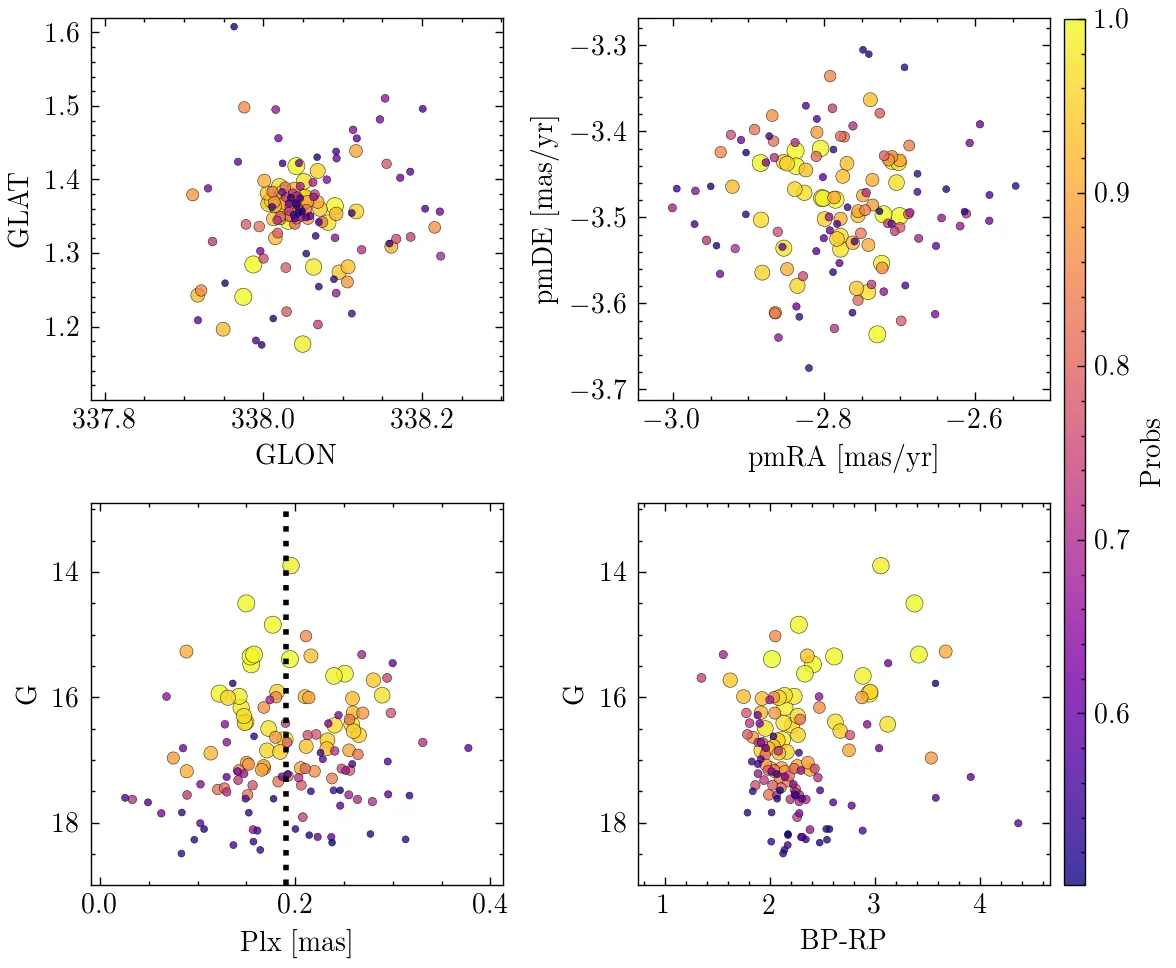 1.6
1.5
1.4
1.3
1.2
GLAT
337.8 338.0 338.2
GLON
−3.3
−3.4
−3.5
−3.6
−3.7
pmDE [mas/yr]
−3.0 −2.8 −2.6
pmRA [mas/yr]
1.0
0.9
0.8
0.7
0.6
Probs
14
16
18
G
0.0 0.2 0.4
Plx [mas]
14
16
18
G
1 2 3 4
BP-RP